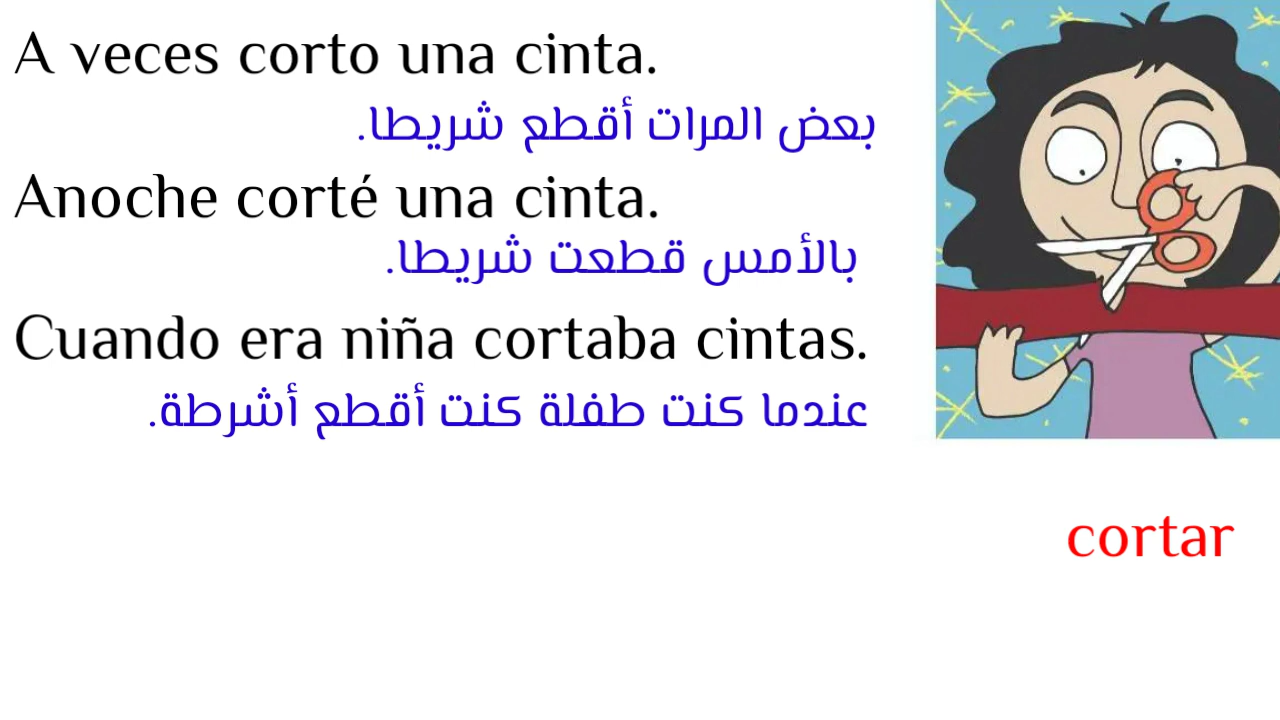 A veces corto una cinta.
بعض المرات أقطع شريطا.
Anoche corté una cinta.
بالأمس قطعت شريطا.
Cuando era niña cortaba cintas.
عندما كنت طفلة كنت أقطع أشرطة.
cortar